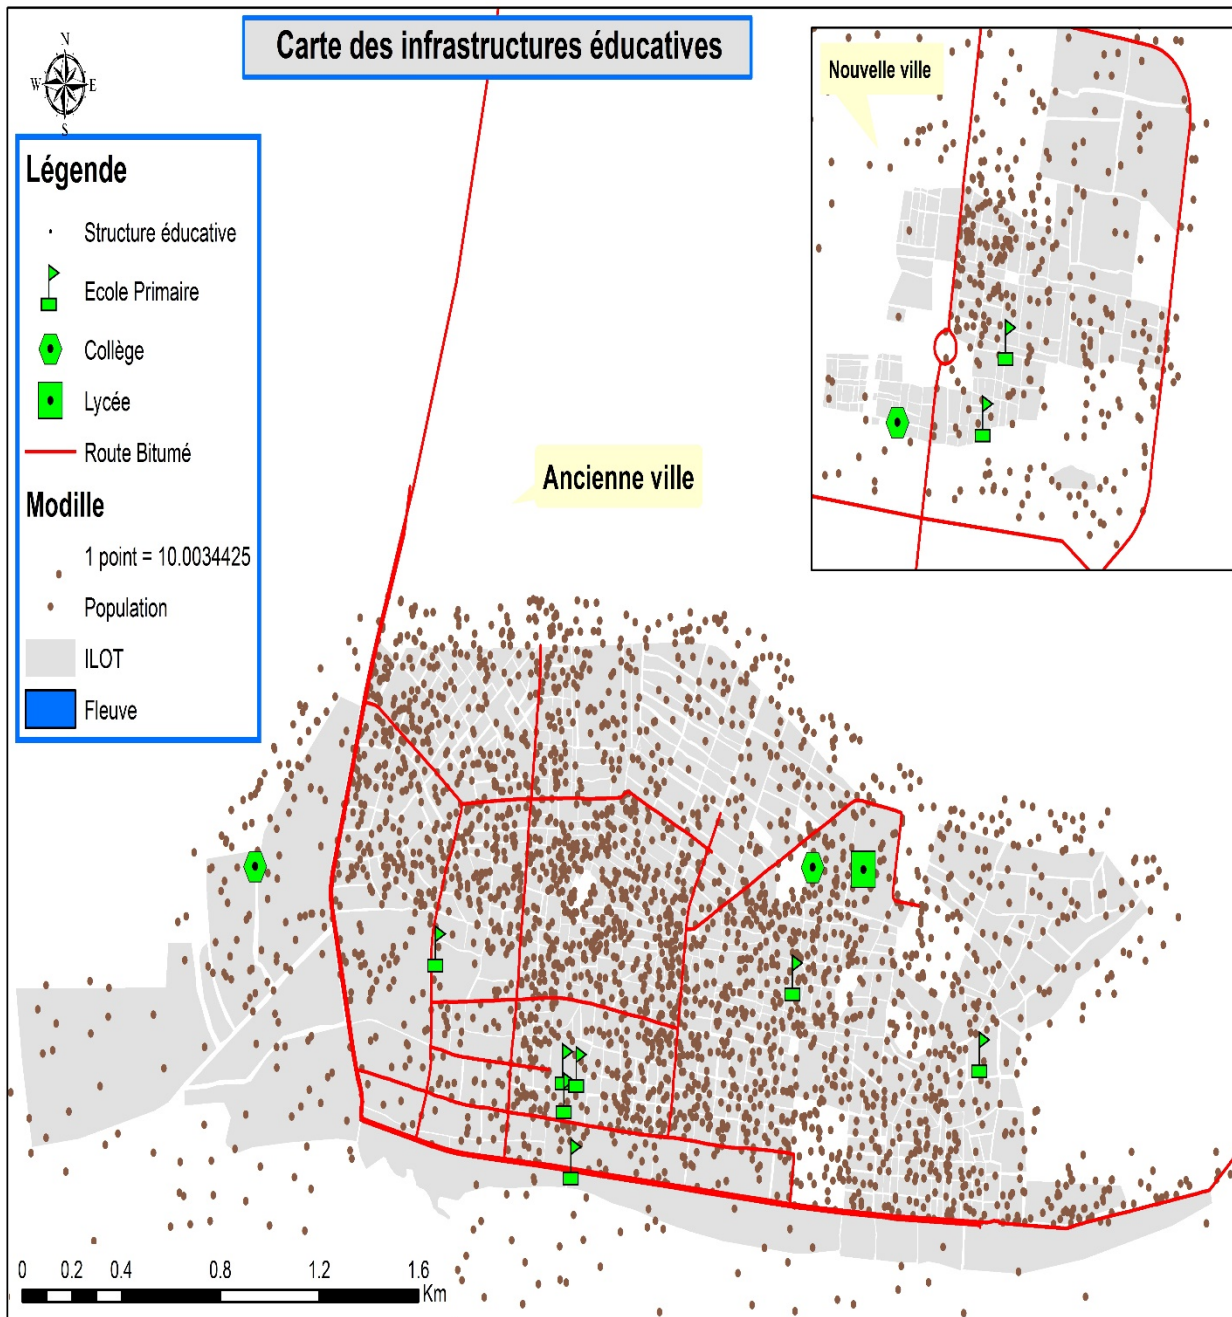 Carte des infrastructures éducatives
N
W E
S
Nouvelle ville
Légende
Structure éducative
Ecole Primaire
Collège
Lycée
Route Bitumé
Modille
1 point = 10.0034425
Population
ILOT
Fleuve
Ancienne ville
0 0.2 0.4 0.8 1.2 1.6
Km